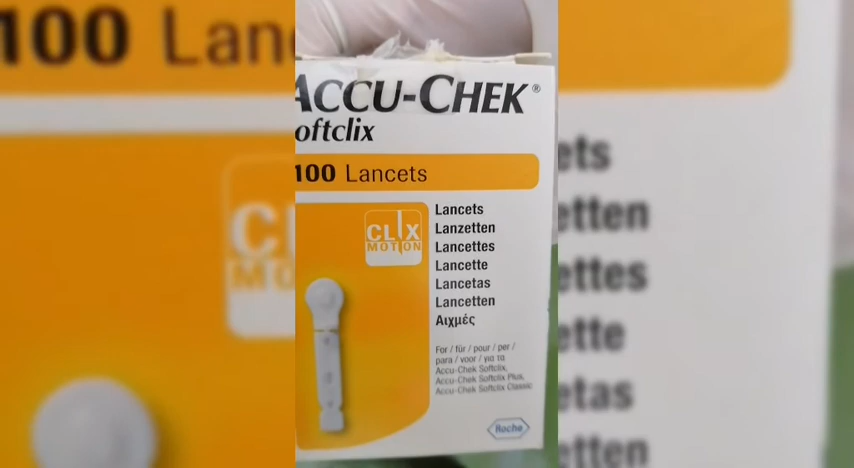 ACCU-CHEK®
oftclix
100 Lancets
CLIX
MOTION
Lancets
Lanzetten
Lancettes
Lancette
Lancetas
Lancetten
Αιχμές
For / für / pour / per /
para / voor / για τα
Accu-Chek Softclix,
Accu-Chek Softclix Plus,
Accu-Chek Softclix Classic
Roche